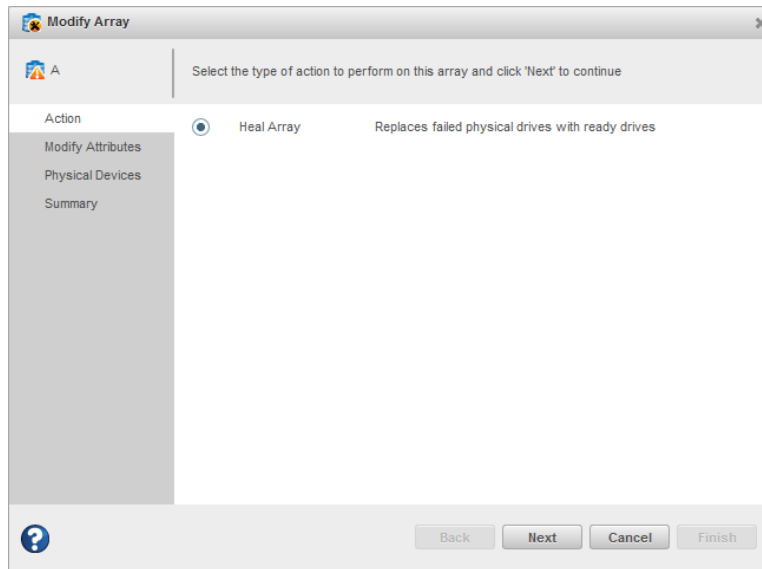 Modify Array
A
Select the type of action to perform on this array and click 'Next' to continue
Action
Modify Attributes
Physical Devices
Summary
Heal Array Replaces failed physical drives with ready drives
?
Back Next Cancel Finish